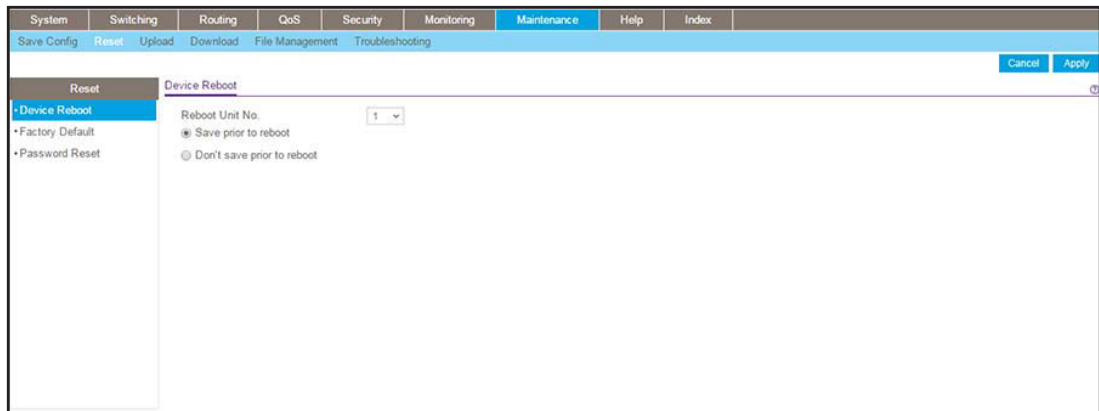 System Switching Routing QoS Security Monitoring Maintenance Help Index
Save Config Reset Upload Download File Management Troubleshooting
Cancel Apply
Reset
• Device Reboot
• Factory Default
• Password Reset
Device Reboot
?
Reboot Unit No. 1
Save prior to reboot
Don't save prior to reboot